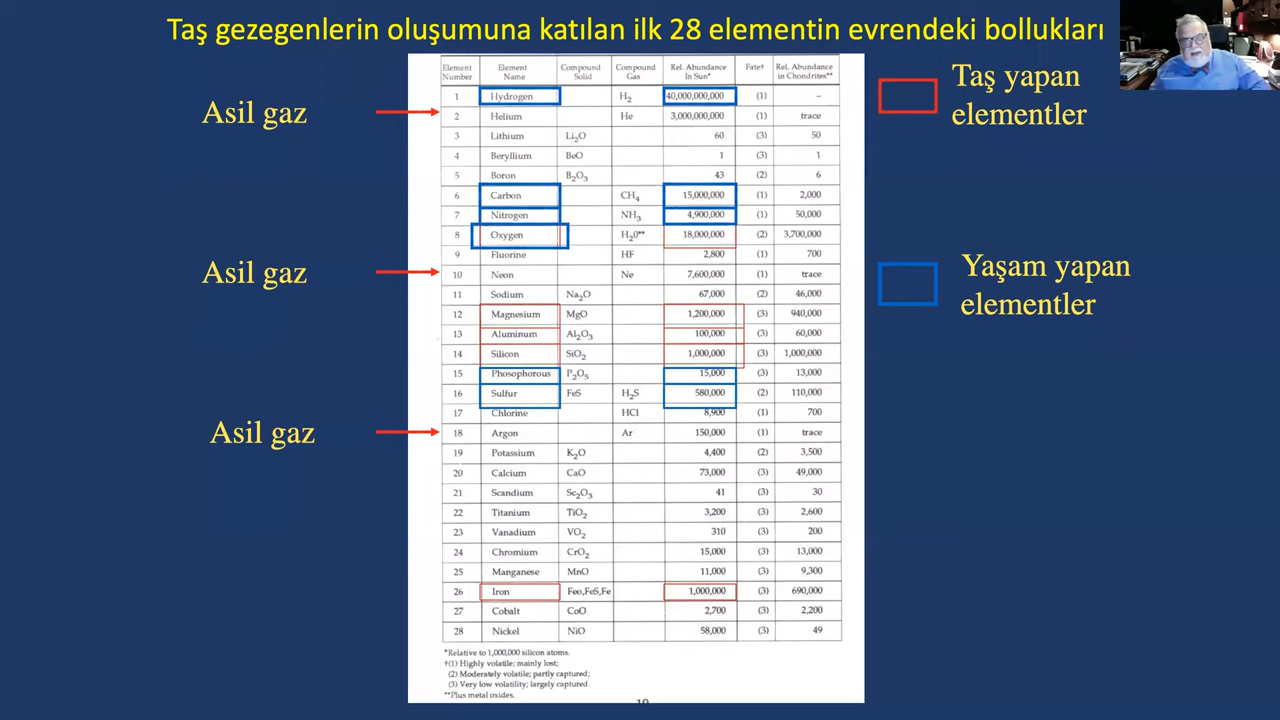 Taş gezegenlerin oluşumuna katılan ilk 28 elementin evrendeki bollukları
Element Number Element Name Compound Solid Compound Gas Rel. Abundance In Sun* Fate† Rel. Abundance in Chondrites**
1 Hydrogen H₂ 40,000,000,000 (1) –
2 Helium He 3,000,000,000 (1) trace
3 Lithium Li₂O 60 (3) 50
4 Beryllium BeO 1 (3) 1
5 Boron B₂O₃ 43 (2) 6
6 Carbon CH₄ 15,000,000 (1) 2,000
7 Nitrogen NH₃ 4,900,000 (1) 50,000
8 Oxygen H₂0** 18,000,000 (2) 3,700,000
9 Fluorine HF 2,800 (1) 700
10 Neon Ne 7,600,000 (1) trace
11 Sodium Na₂O 67,000 (2) 46,000
12 Magnesium MgO 1,200,000 (3) 940,000
13 Aluminum Al₂O₃ 100,000 (3) 60,000
14 Silicon SiO₂ 1,000,000 (3) 1,000,000
15 Phosophorous P₂O₅ 15,000 (3) 13,000
16 Sulfur FeS H₂S 580,000 (2) 110,000
17 Chlorine HCl 8,900 (1) 700
18 Argon Ar 150,000 (1) trace
19 Potassium K₂O 4,400 (2) 3,500
20 Calcium CaO 73,000 (3) 49,000
21 Scandium Sc₂O₃ 41 (3) 30
22 Titanium TiO₂ 3,200 (3) 2,600
23 Vanadium VO₂ 310 (3) 200
24 Chromium CrO₂ 15,000 (3) 13,000
25 Manganese MnO 11,000 (3) 9,300
26 Iron Feo,FeS,Fe 1,000,000 (3) 690,000
27 Cobalt CoO 2,700 (3) 2,200
28 Nickel NiO 58,000 (3) 49
*Relative to 1,000,000 silicon atoms.
†(1) Highly volatile; mainly lost;
(2) Moderately volatile; partly captured;
(3) Very low volatility; largely captured.
**Plus metal oxides.
Asil gaz
Asil gaz
Asil gaz
Taş yapan
elementler
Yaşam yapan
elementler